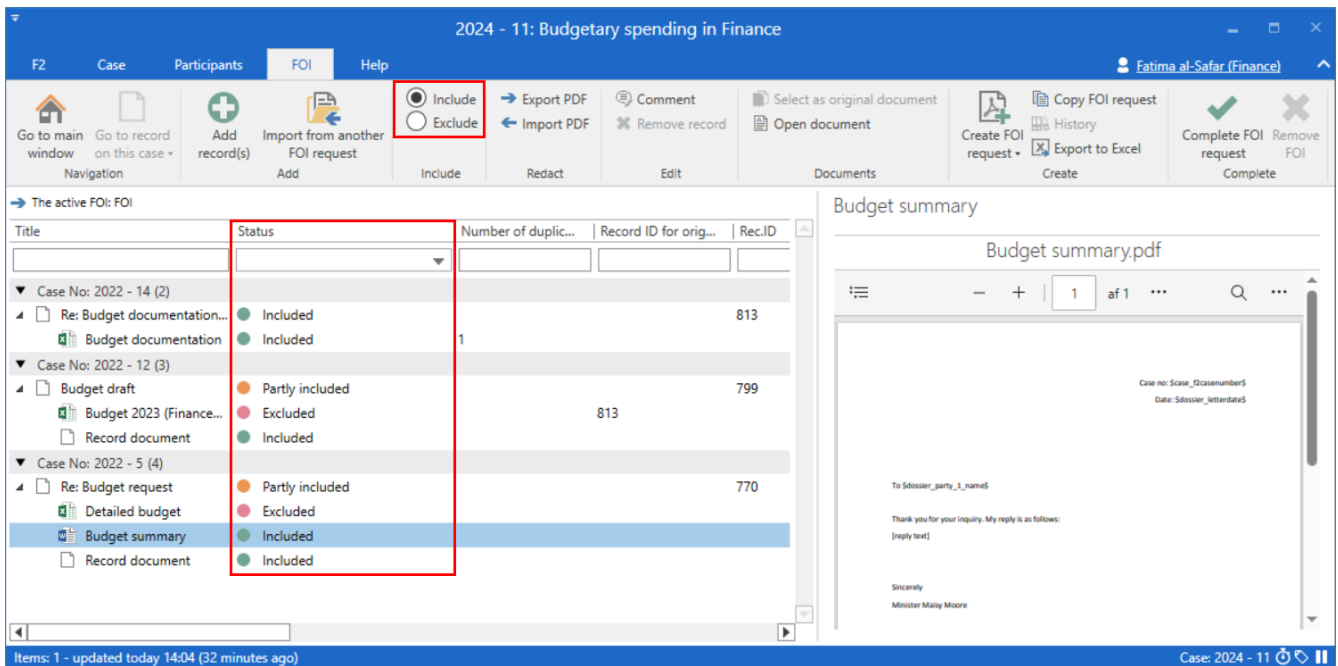 2024 - 11: Budgetary spending in Finance
F2 Case Participants FOI Help Fatima al-Safar (Finance)
Go to main window
Go to record on this case
Navigation
Add record(s)
Import from another FOI request
Add
Include
Exclude
Include
Export PDF
Import PDF
Redact
Comment
Remove record
Edit
Select as original document
Open document
Documents
Create FOI request
Copy FOI request
History
Export to Excel
Create
Complete FOI request
Remove FOI
Complete
The active FOI: FOI
Title Status Number of duplic... Record ID for orig... Rec.ID
Case No: 2022 - 14 (2)
Re: Budget documentation... Included 813
Budget documentation Included 1
Case No: 2022 - 12 (3)
Budget draft Partly included 799
Budget 2023 (Finance... Excluded 813
Record document Included
Case No: 2022 - 5 (4)
Re: Budget request Partly included 770
Detailed budget Excluded
Budget summary Included
Record document Included
Budget summary
Budget summary.pdf
1 af 1
Case no: $case_f2casenumber$
Date: $dossier_letterdate$
To $dossier_party_1_name$
Thank you for your inquiry. My reply is as follows:
[reply text]
Sincerely
Minister Maisy Moore
Items: 1 - updated today 14:04 (32 minutes ago) Case: 2024 - 11